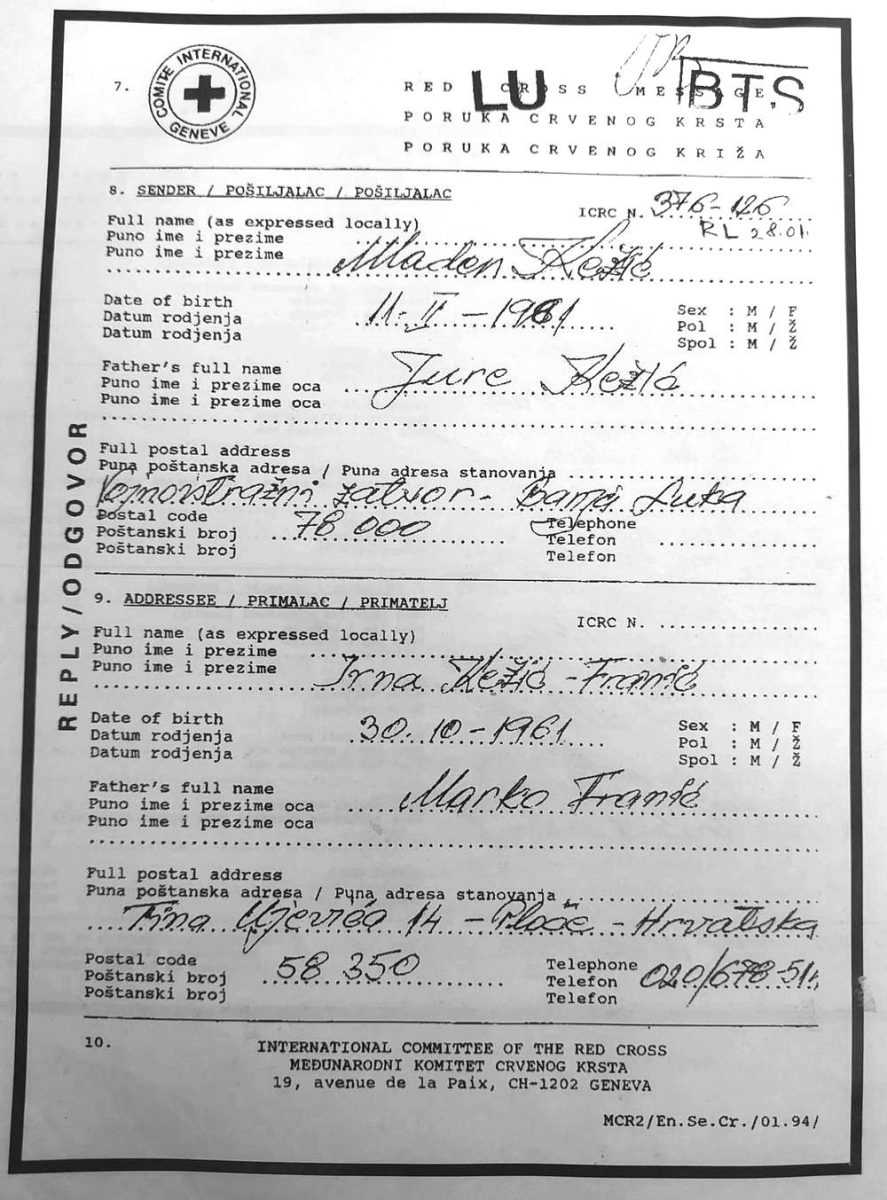 7.
COMITE INTERNATIONAL GENEVE
LU BTS
RED CROSS MESSAGE
PORUKA CRVENOG KRSTA
PORUKA CRVENOG KRIŽA
8. SENDER / POŠILJALAC / POŠILJALAC
ICRC N. 376-126
RL 28.01
Full name (as expressed locally)
Puno ime i prezime
Puno ime i prezime
Mladen Kežić
Date of birth
Datum rodjenja 11-II-1961
Datum rodjenja
Sex : M / F
Pol : M / Ž
Spol : M / Ž
Father's full name
Puno ime i prezime oca Jure Kežić
Puno ime i prezime oca
Full postal address
Puna poštanska adresa / Puna adresa stanovanja
Vojnoistražni zatvor - Banja Luka
Postal code
Poštanski broj 78 000
Poštanski broj
Telephone
Telefon
Telefon
REPLY/ODGOVOR
9. ADDRESSEE / PRIMALAC / PRIMATELJ
ICRC N.
Full name (as expressed locally)
Puno ime i prezime
Puno ime i prezime
Irna Kežić-Franić
Date of birth
Datum rodjenja 30.10-1961
Datum rodjenja
Sex : M / F
Pol : M / Ž
Spol : M / Ž
Father's full name
Puno ime i prezime oca Marko Franić
Puno ime i prezime oca
Full postal address
Puna poštanska adresa / Puna adresa stanovanja
Tina Ujevića 14 - Ploče - Hrvatska
Postal code
Poštanski broj 58 350
Poštanski broj
Telephone
Telefon
Telefon
10.
INTERNATIONAL COMMITTEE OF THE RED CROSS
MEĐUNARODNI KOMITET CRVENOG KRSTA
19, avenue de la Paix, CH-1202 GENEVA
MCR2/En.Se.Cr./01.94/